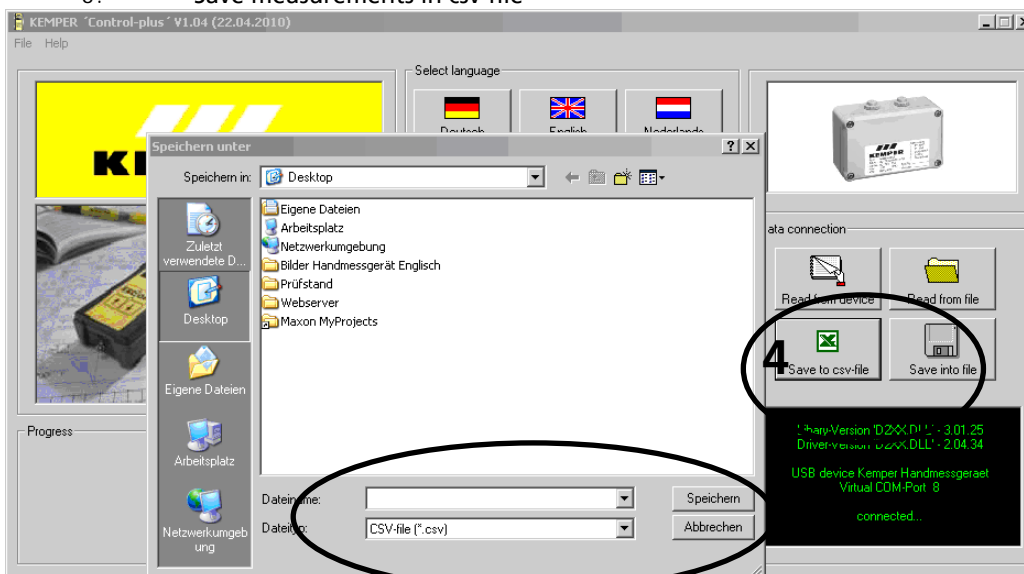 Save measurements in csv-file
KEMPER ´Control-plus´ V1.04 (22.04.2010)
File Help
Select language
Deutsch English Nederlands
Speichern unter
Speichern in: Desktop
Zuletzt verwendete D...
Desktop
Eigene Dateien
Arbeitsplatz
Netzwerkumgeb
ung
Eigene Dateien
Arbeitsplatz
Netzwerkumgebung
Bilder Handmessgerät Englisch
Prüfstand
Webserver
Maxon MyProjects
Dateiname:
Speichern
Dateityp: CSV-file (*.csv)
Abbrechen
KEMPER
ata connection
Read from device Read from file
4
Save to csv-file Save into file
Progress
'D2XX.DLL' - 3.01.25
Driver-Version 'D2XX.DLL' - 2.04.34
USB device Kemper Handmessgeraet
Virtual COM-Port 8
connected...